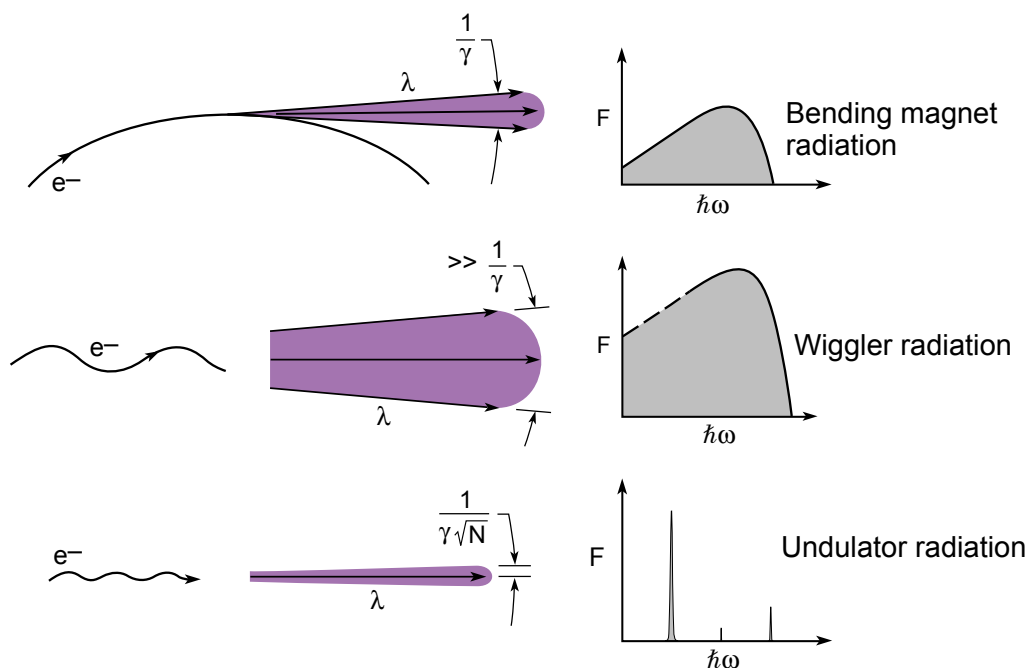 1
γ
λ
e–
F
ħω
Bending magnet
radiation
>> 1
γ
e–
λ
F
ħω
Wiggler radiation
1
γ√N
e–
λ
F
ħω
Undulator radiation